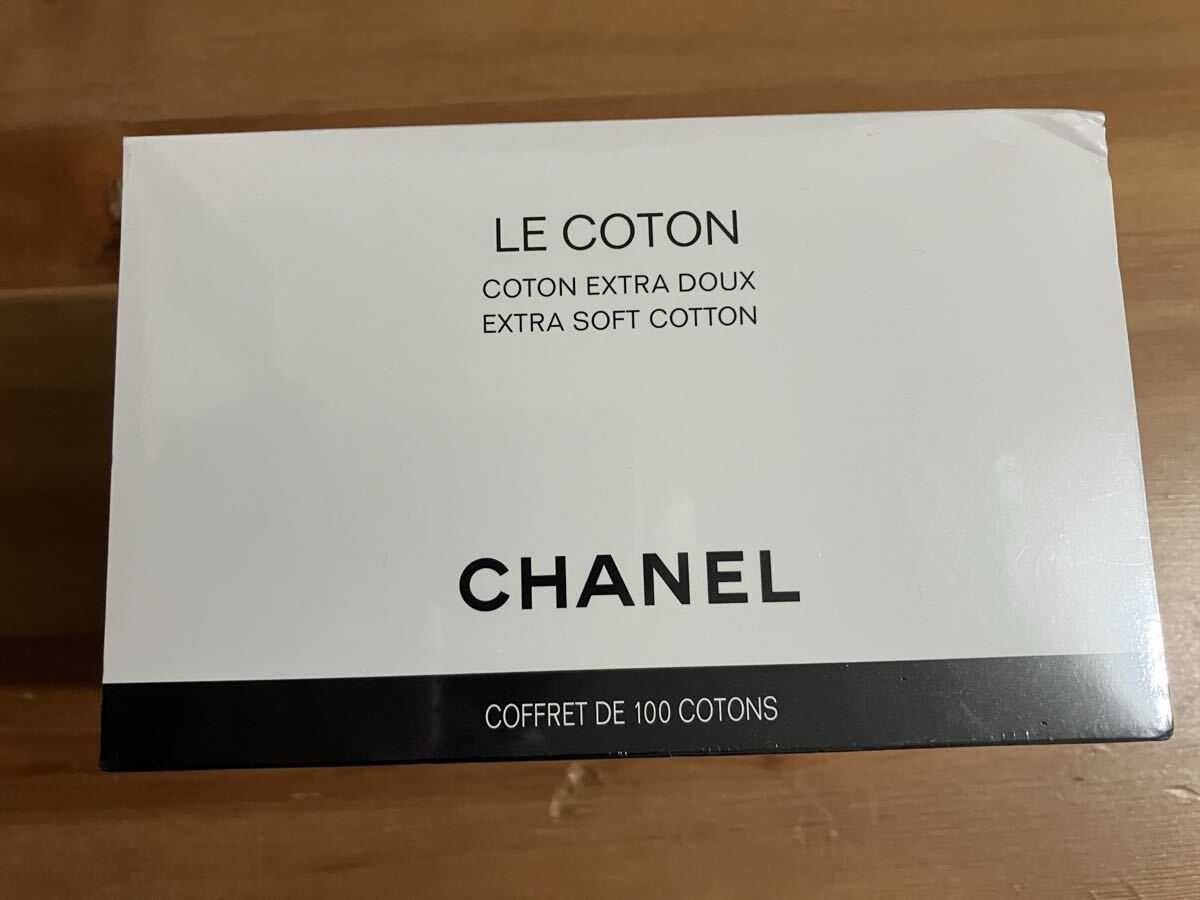 LE COTON
COTON EXTRA DOUX
EXTRA SOFT COTTON
CHANEL
COFFRET DE 100 COTONS